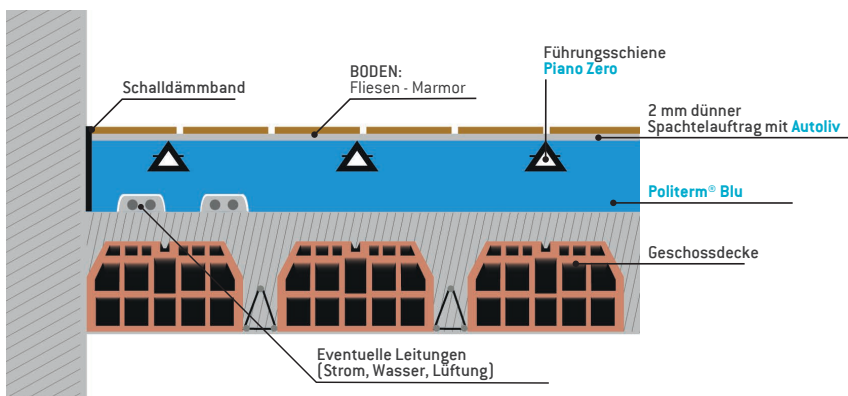 Führungsschiene
Piano Zero
BODEN:
Fliesen - Marmor
Schalldämmband
2 mm dünner
Spachtelauftrag mit Autoliv
Politerm® Blu
Geschossdecke
Eventuelle Leitungen
(Strom, Wasser, Lüftung)